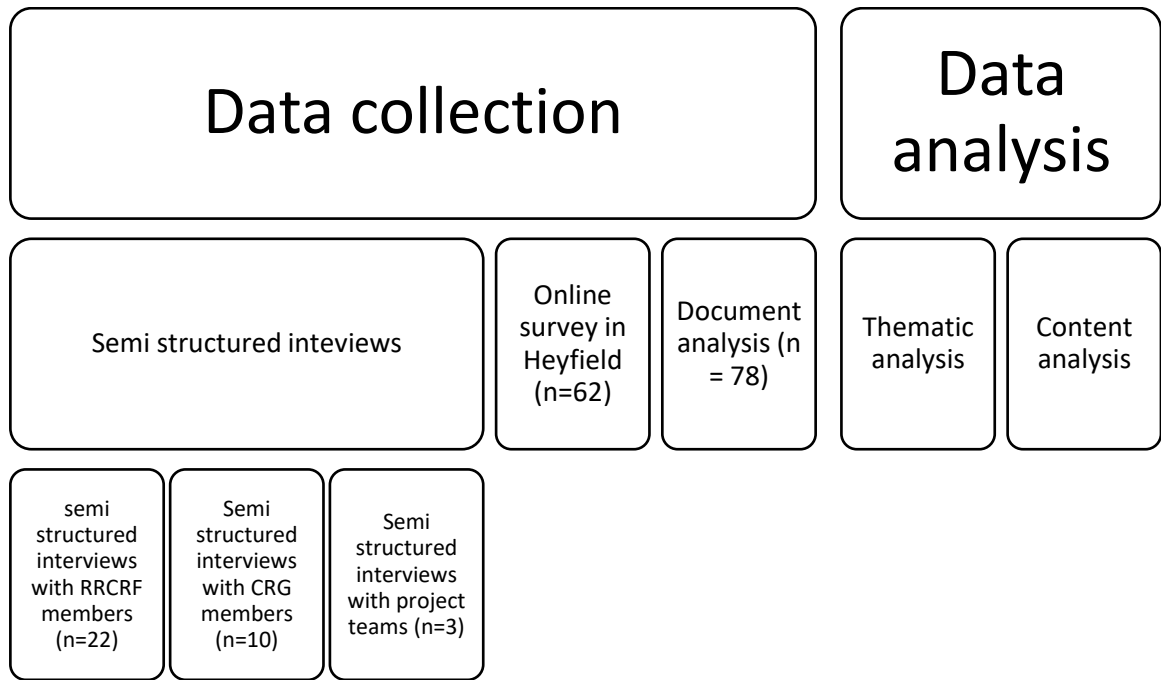 Data collection
Data
analysis
Semi structured inteviews
Online
survey in
Heyfield
(n=62)
Document
analysis (n
= 78)
Thematic
analysis
Content
analysis
semi
structured
interviews
with RRCRF
members
(n=22)
Semi
structured
interviews
with CRG
members
(n=10)
Semi
structured
interviews
with project
teams (n=3)